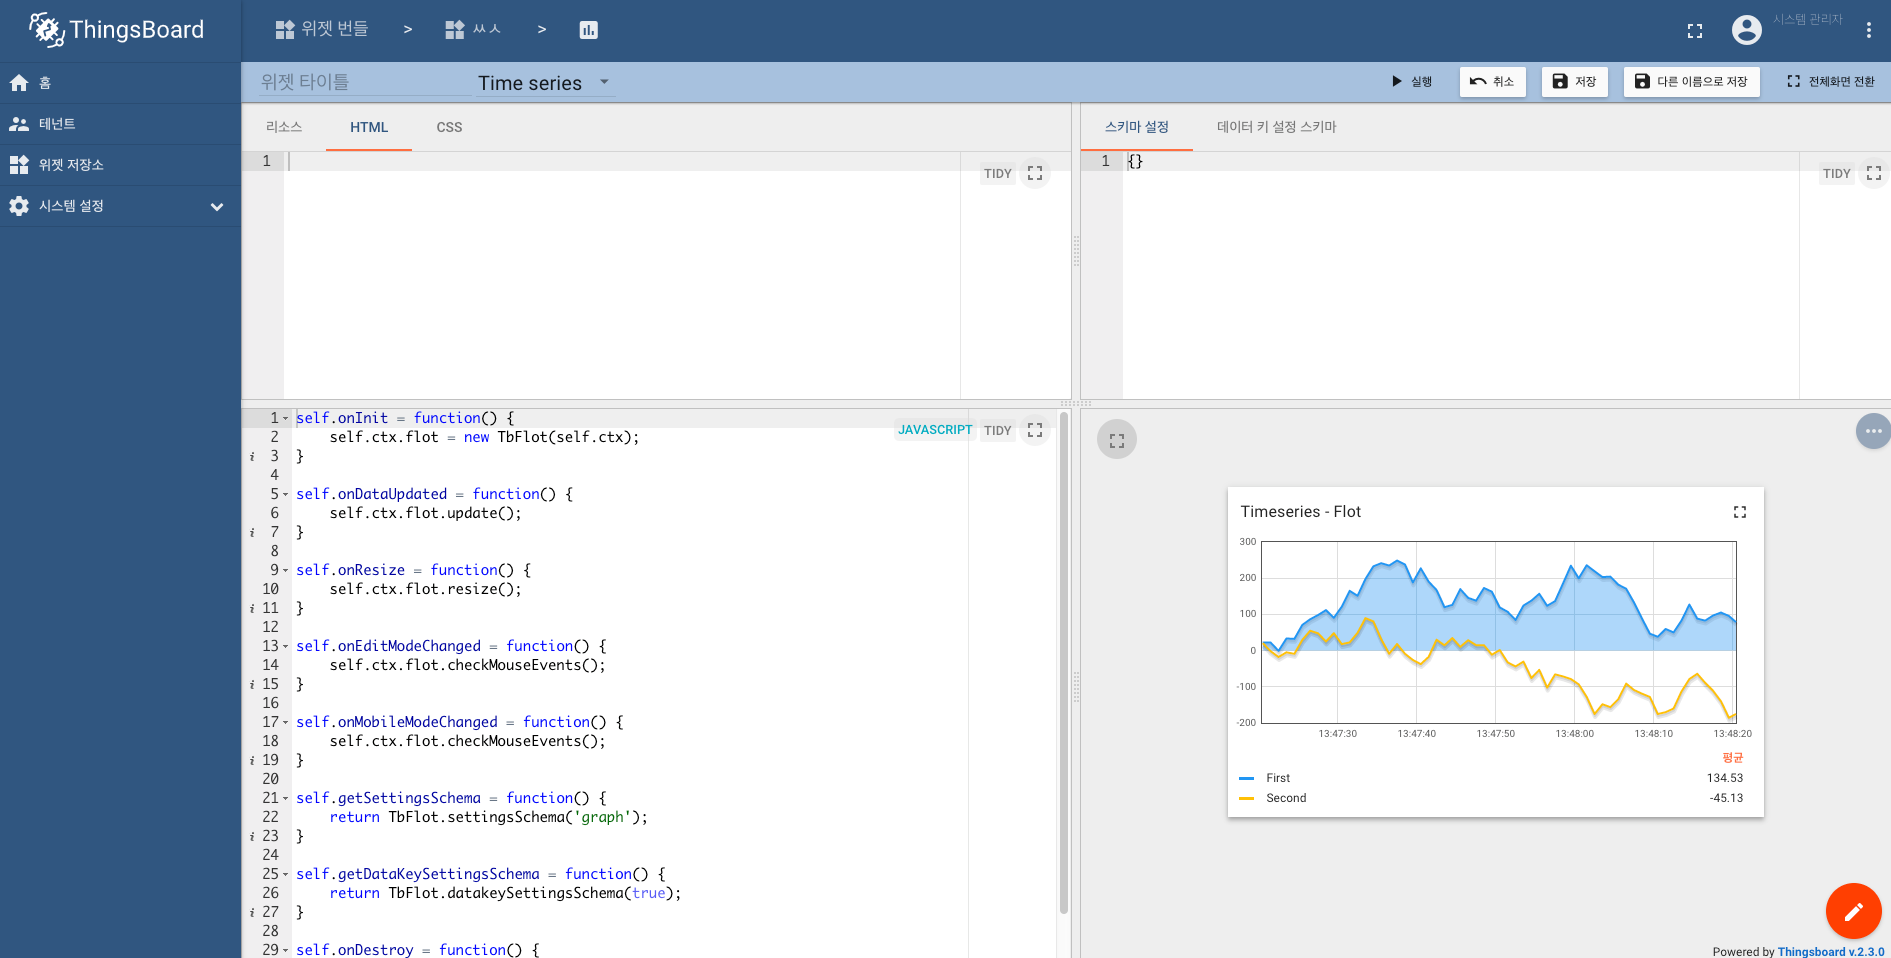 ThingsBoard
위젯 번들 > ㅆㅅ >
시스템 관리자
홈
테넌트
위젯 저장소
시스템 설정
위젯 타이틀 Time series
실행 취소 저장 다른 이름으로 저장 전체화면 전환
리소스 HTML CSS
1
TIDY
스키마 설정 데이터 키 설정 스키마
1 {}
TIDY
JAVASCRIPT TIDY
1 self.onInit = function() {
2 self.ctx.flot = new TbFlot(self.ctx);
i 3 }
4
5 self.onDataUpdated = function() {
6 self.ctx.flot.update();
i 7 }
8
9 self.onResize = function() {
10 self.ctx.flot.resize();
i 11 }
12
13 self.onEditModeChanged = function() {
14 self.ctx.flot.checkMouseEvents();
i 15 }
16
17 self.onMobileModeChanged = function() {
18 self.ctx.flot.checkMouseEvents();
i 19 }
20
21 self.getSettingsSchema = function() {
22 return TbFlot.settingsSchema('graph');
i 23 }
24
25 self.getDataKeySettingsSchema = function() {
26 return TbFlot.datakeySettingsSchema(true);
i 27 }
28
29 self.onDestroy = function() {
Timeseries - Flot
300
200
100
0
-100
-200
13:47:30 13:47:40 13:47:50 13:48:00 13:48:10 13:48:20
평균
First 134.53
Second -45.13
Powered by Thingsboard v.2.3.0